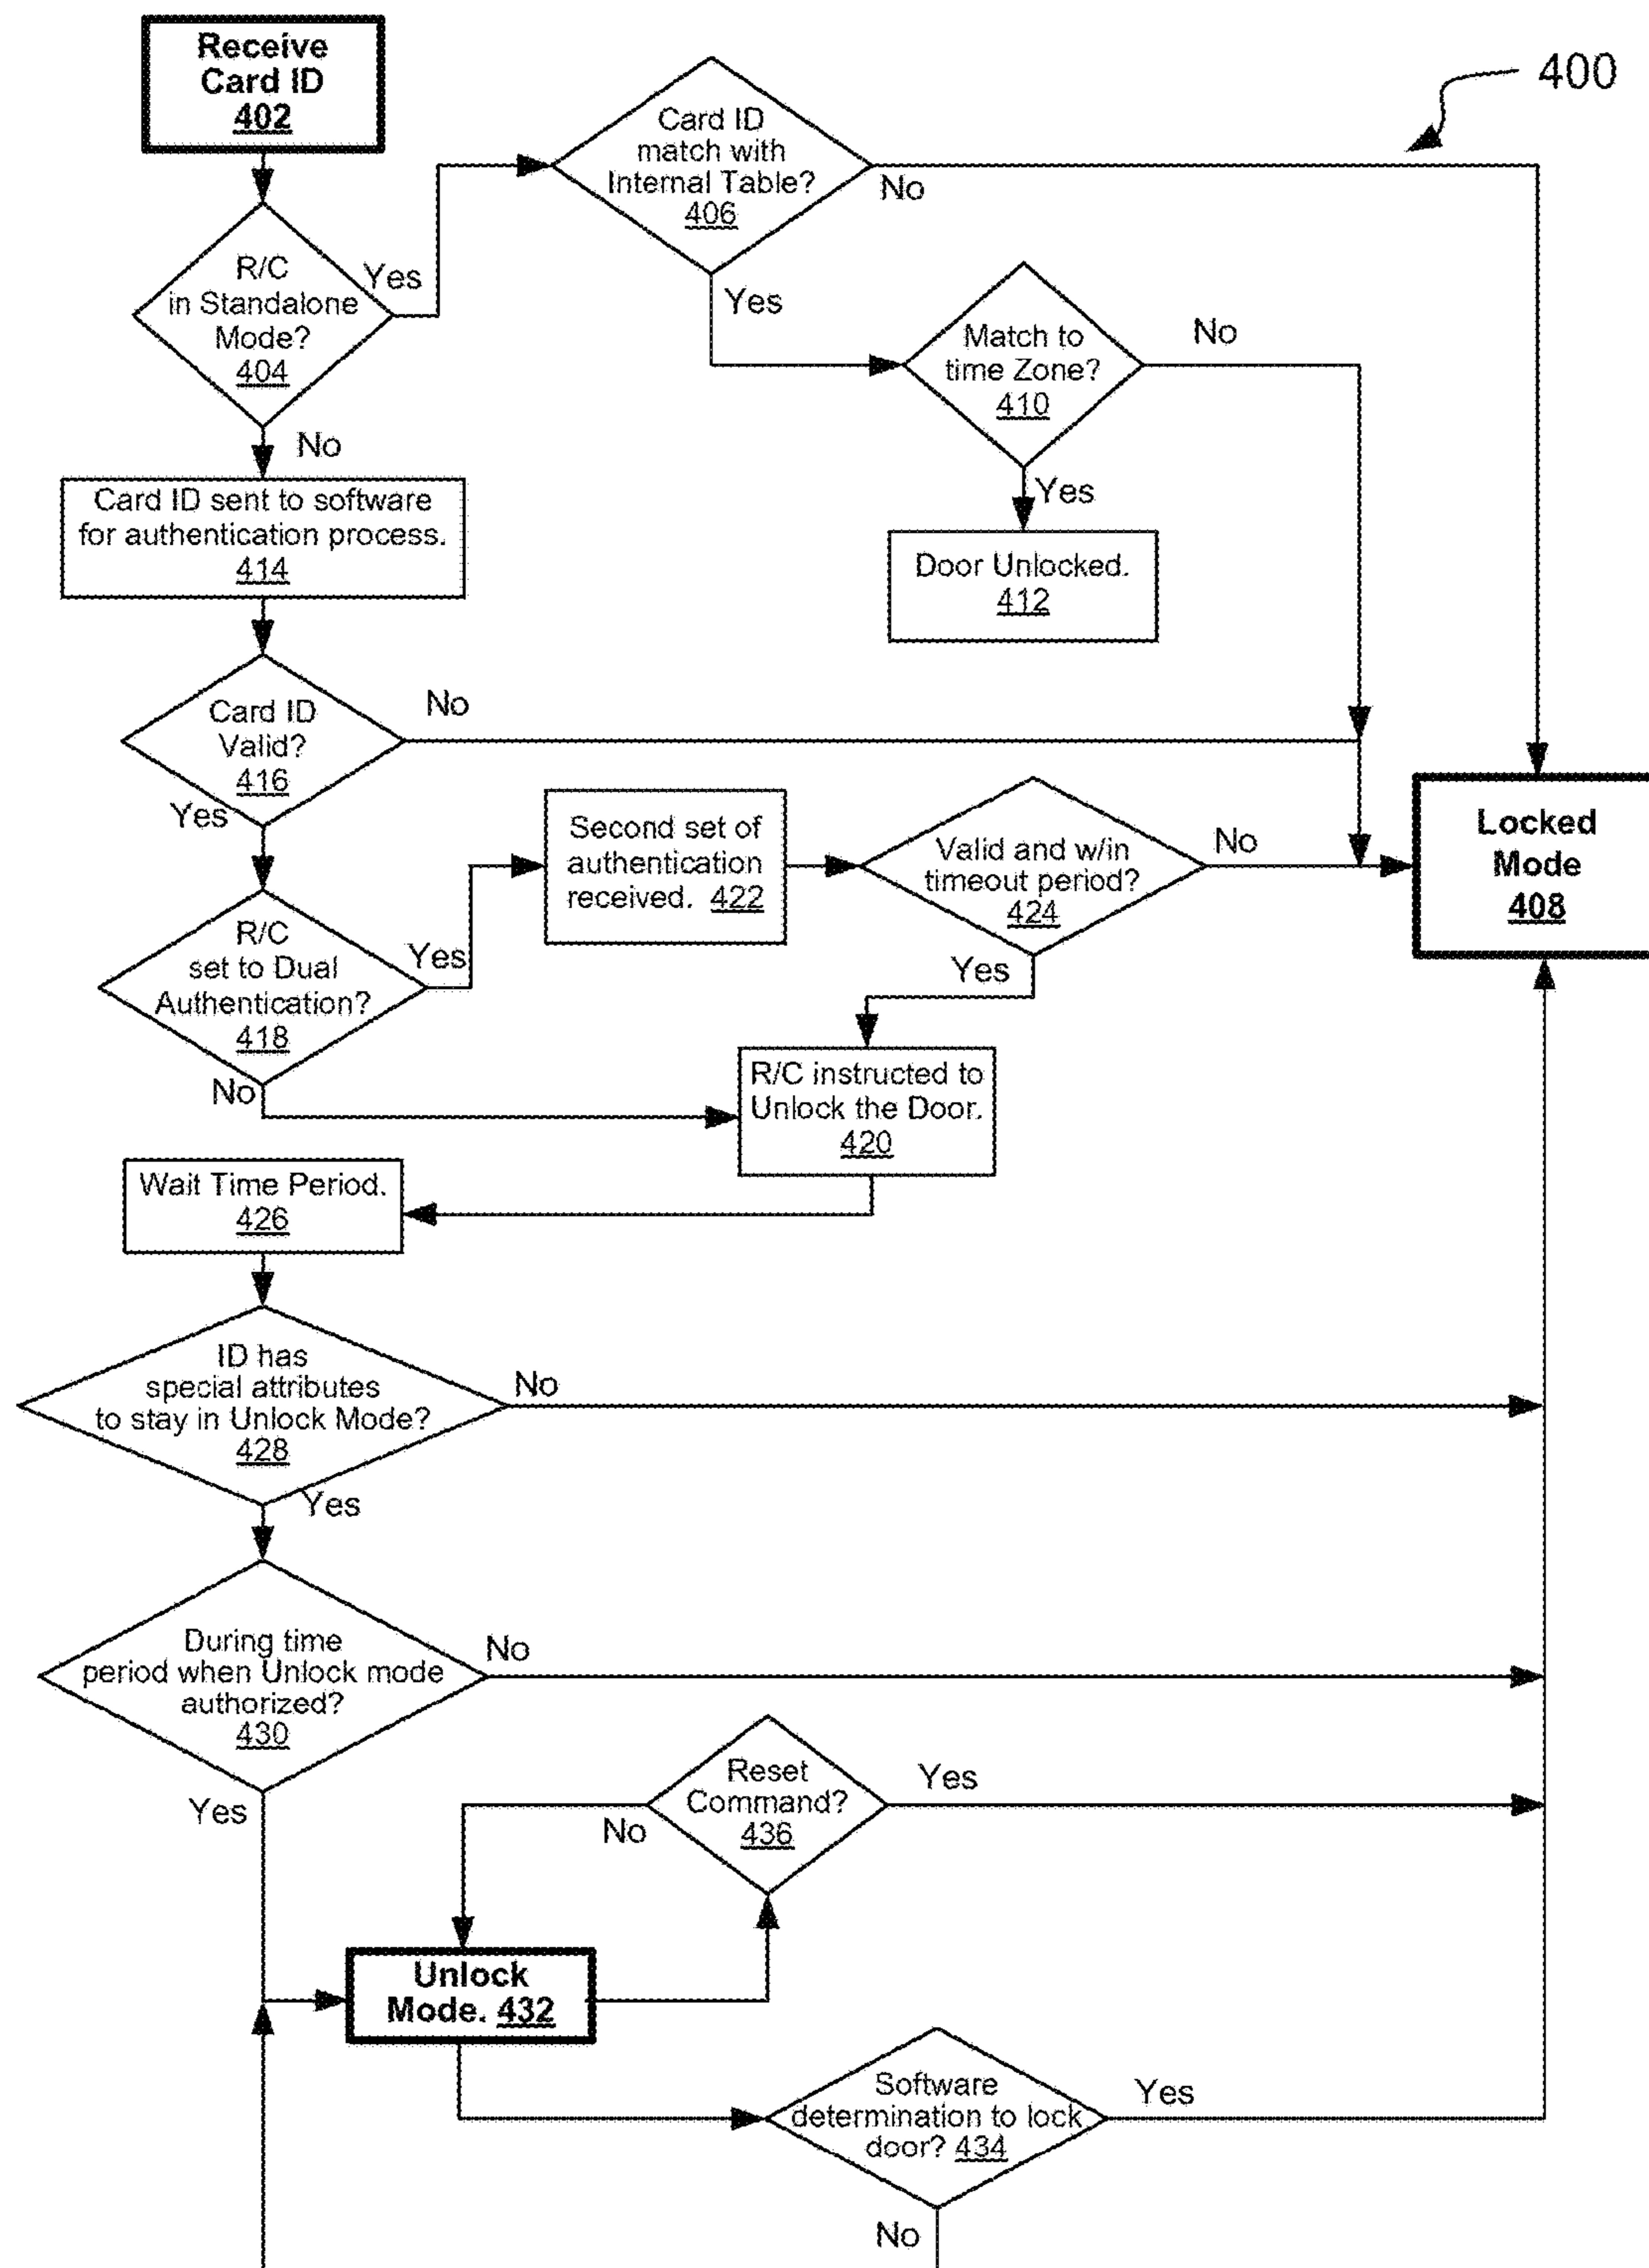 Receive
Card ID
402
400
Card ID
match with
Internal Table?
406
No
Yes
R/C
in Standalone
Mode?
404
Yes
No
Match to
time Zone?
410
No
Yes
Door Unlocked.
412
Card ID sent to software
for authentication process.
414
Card ID
Valid?
416
No
Yes
Second set of
authentication
received. 422
Valid and w/in
timeout period?
424
No
Yes
Locked
Mode
408
R/C
set to Dual
Authentication?
418
Yes
No
R/C instructed to
Unlock the Door.
420
Wait Time Period.
426
ID has
special attributes
to stay in Unlock Mode?
428
No
Yes
During time
period when Unlock mode
authorized?
430
No
Yes
Reset
Command?
436
Yes
No
Unlock
Mode. 432
Software
determination to lock
door? 434
Yes
No